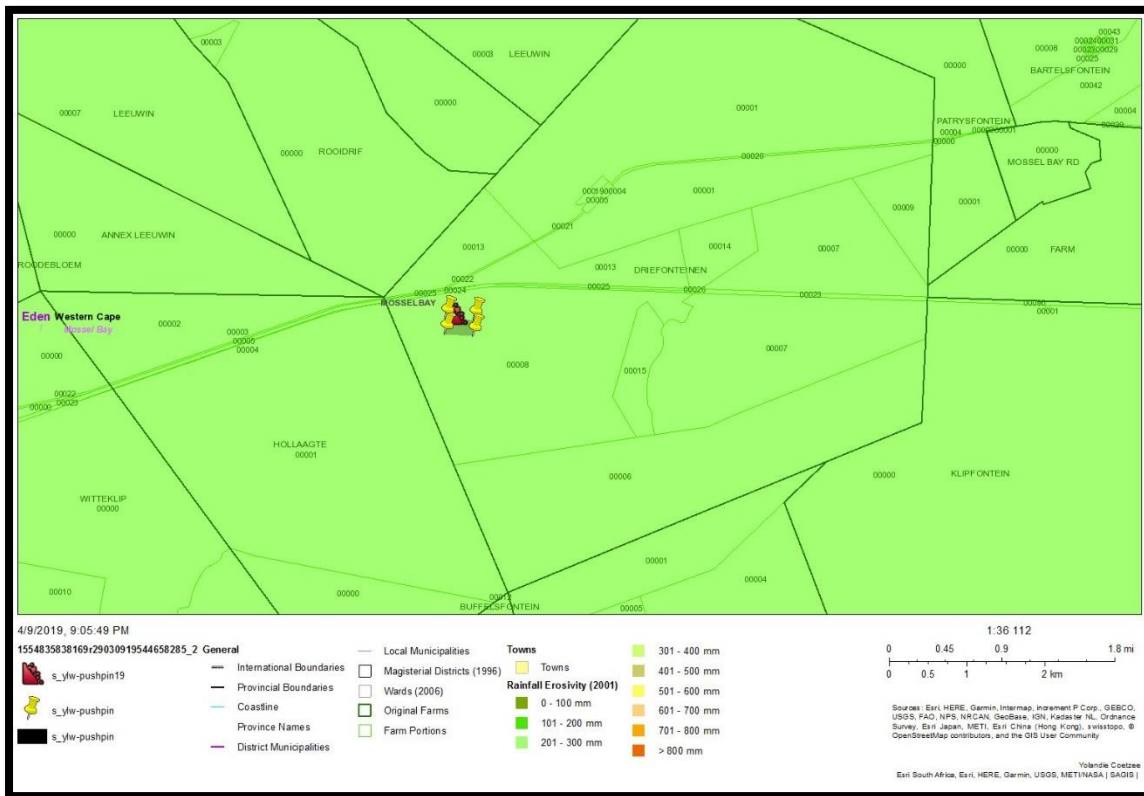 00043
00003
0002400031
00008
0002300029
00003
LEEUWIN
00025
00000
BARTELSFONTEIN
00042
00000
00001
00004
00007
LEEUWIN
PATRYSFONTEIN
00004
00000
00000
ROOIDRIF
00020
00000
MOSSEL BAY RD
00004
00005
00001
00009
00001
00021
00000
ANNEX LEEUWIN
00013
00014
00007
00000
FARM
ROODEBLOEM
00013
DRIEFONTEINEN
00022
00025
00024
00025
00026
00023
MOSSELBAY
00001
Eden Western Cape
Mossel Bay
00002
00003
00005
00004
00000
00008
00007
00015
00022
00000
00023
HOLLAAGTE
00001
00006
00000
KLIPFONTEIN
WITTEKLIP
00000
00001
00004
00010
00000
00012
BUFFELSFONTEIN
00005
4/9/2019, 9:05:49 PM
1:36 112
1554835838169r29030919544658285_2
General
s_ylw-pushpin19
s_ylw-pushpin
s_ylw-pushpin
International Boundaries
Provincial Boundaries
Coastline
Province Names
District Municipalities
Local Municipalities
Magisterial Districts (1996)
Wards (2006)
Original Farms
Farm Portions
Towns
Towns
Rainfall Erosivity (2001)
0 - 100 mm
101 - 200 mm
201 - 300 mm
301 - 400 mm
401 - 500 mm
501 - 600 mm
601 - 700 mm
701 - 800 mm
> 800 mm
0 0.45 0.9 1.8 mi
0 0.5 1 2 km
Sources: Esri, HERE, Garmin, Intermap, increment P Corp., GEBCO,
USGS, FAO, NPS, NRCAN, GeoBase, IGN, Kadaster NL, Ordnance
Survey, Esri Japan, METI, Esri China (Hong Kong), swisstopo, ©
OpenStreetMap contributors, and the GIS User Community
Yolandie Coetzee
Esri South Africa, Esri, HERE, Garmin, USGS, METI/NASA | SAGIS |